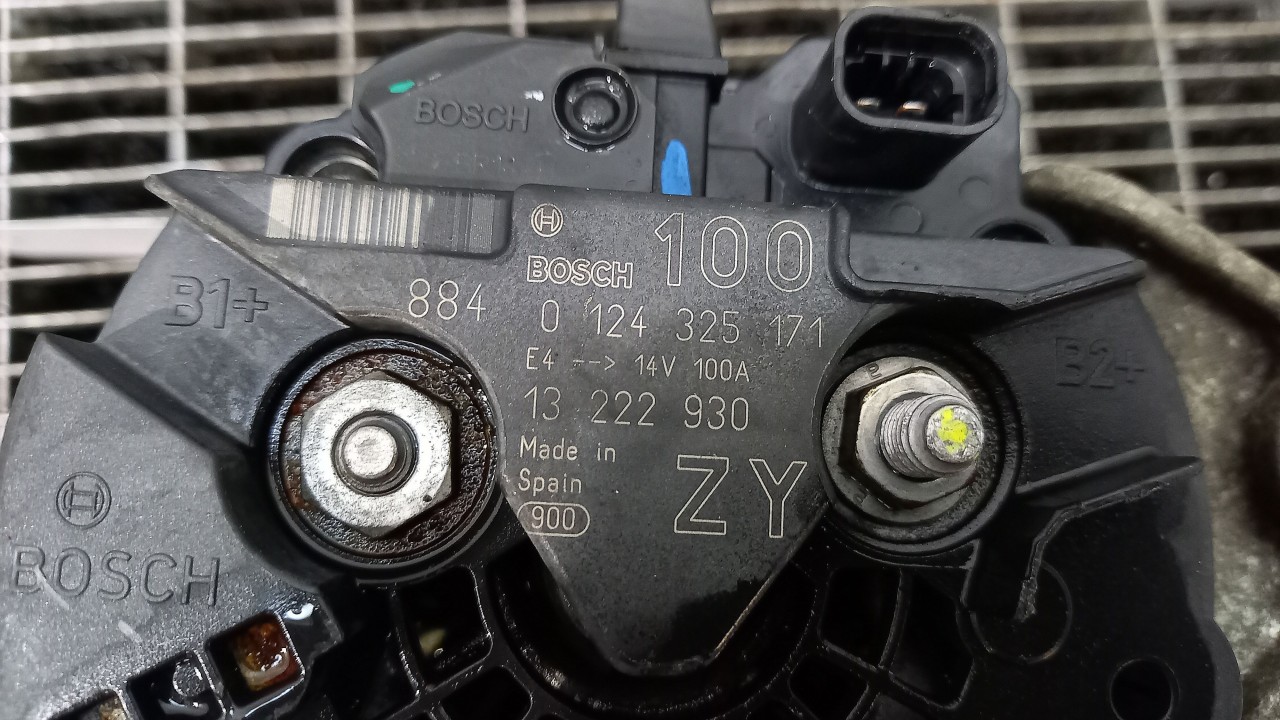 BOSCH
BOSCH 100
B1+
884
0 124 325 171
B2+
E4 --> 14V 100A
13 222 930
Made in
Spain
ZY
900
BOSCH